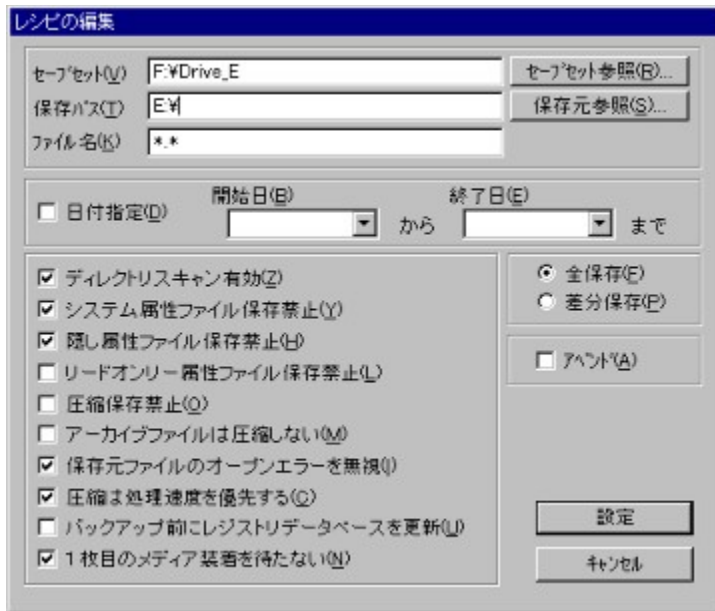 レシピの編集
セーブセット(V) F:¥Drive_E セーブセット参照(R)...
保存パス(T) E:¥ 保存元参照(S)...
ファイル名(K) *.*
開始日(B) 終了日(E)
日付指定(D) から まで
ディレクトリスキャン有効(Z)
システム属性ファイル保存禁止(Y)
隠し属性ファイル保存禁止(H)
リードオンリー属性ファイル保存禁止(L)
圧縮保存禁止(O)
アーカイブファイルは圧縮しない(M)
保存元ファイルのオープンエラーを無視(I)
圧縮は処理速度を優先する(C)
バックアップ前にレジストリデータベースを更新(U)
1枚目のメディア装着を待たない(N)
全保存(F)
差分保存(P)
アペンド(A)
設定
キャンセル